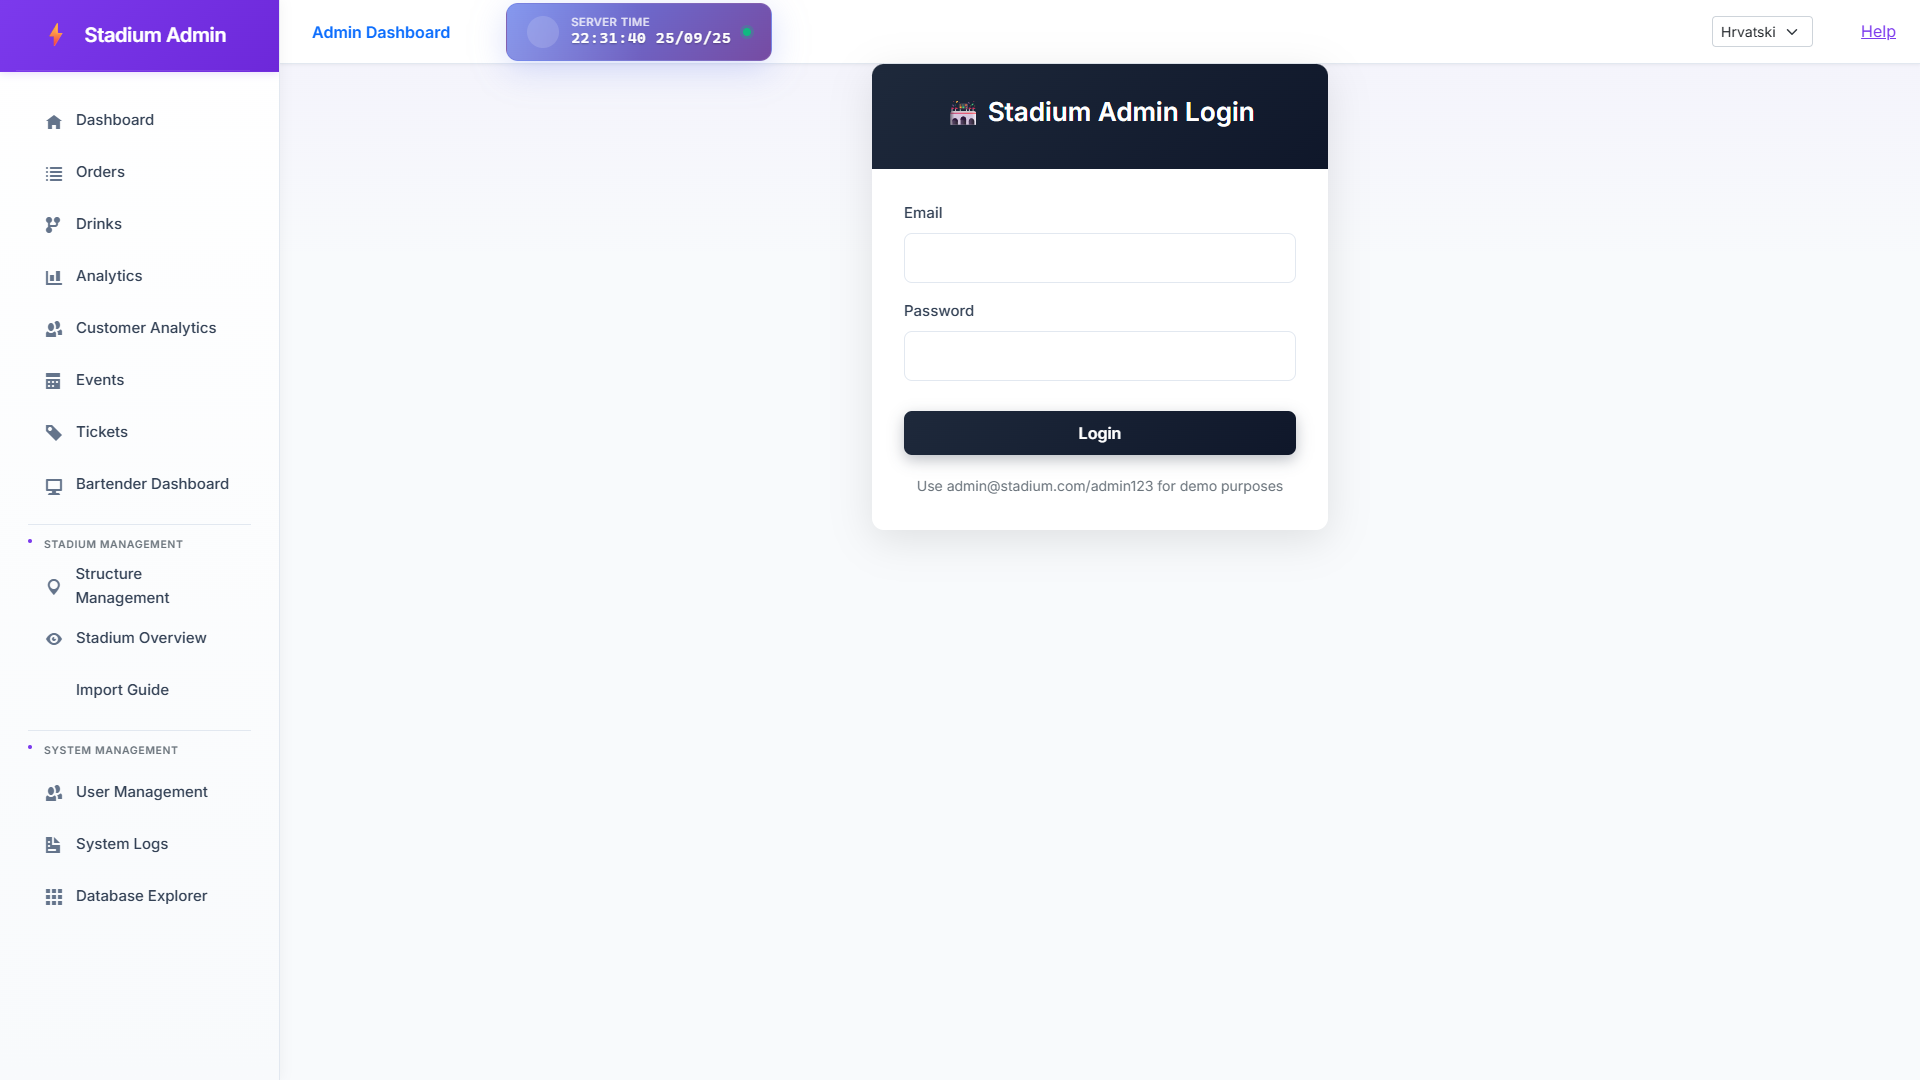 Stadium Admin
Admin Dashboard
SERVER TIME
22:31:40 25/09/25
Hrvatski
Help
Dashboard
Orders
Drinks
Analytics
Customer Analytics
Events
Tickets
Bartender Dashboard
STADIUM MANAGEMENT
Structure
Management
Stadium Overview
Import Guide
SYSTEM MANAGEMENT
User Management
System Logs
Database Explorer
Stadium Admin Login
Email
Password
Login
Use admin@stadium.com/admin123 for demo purposes